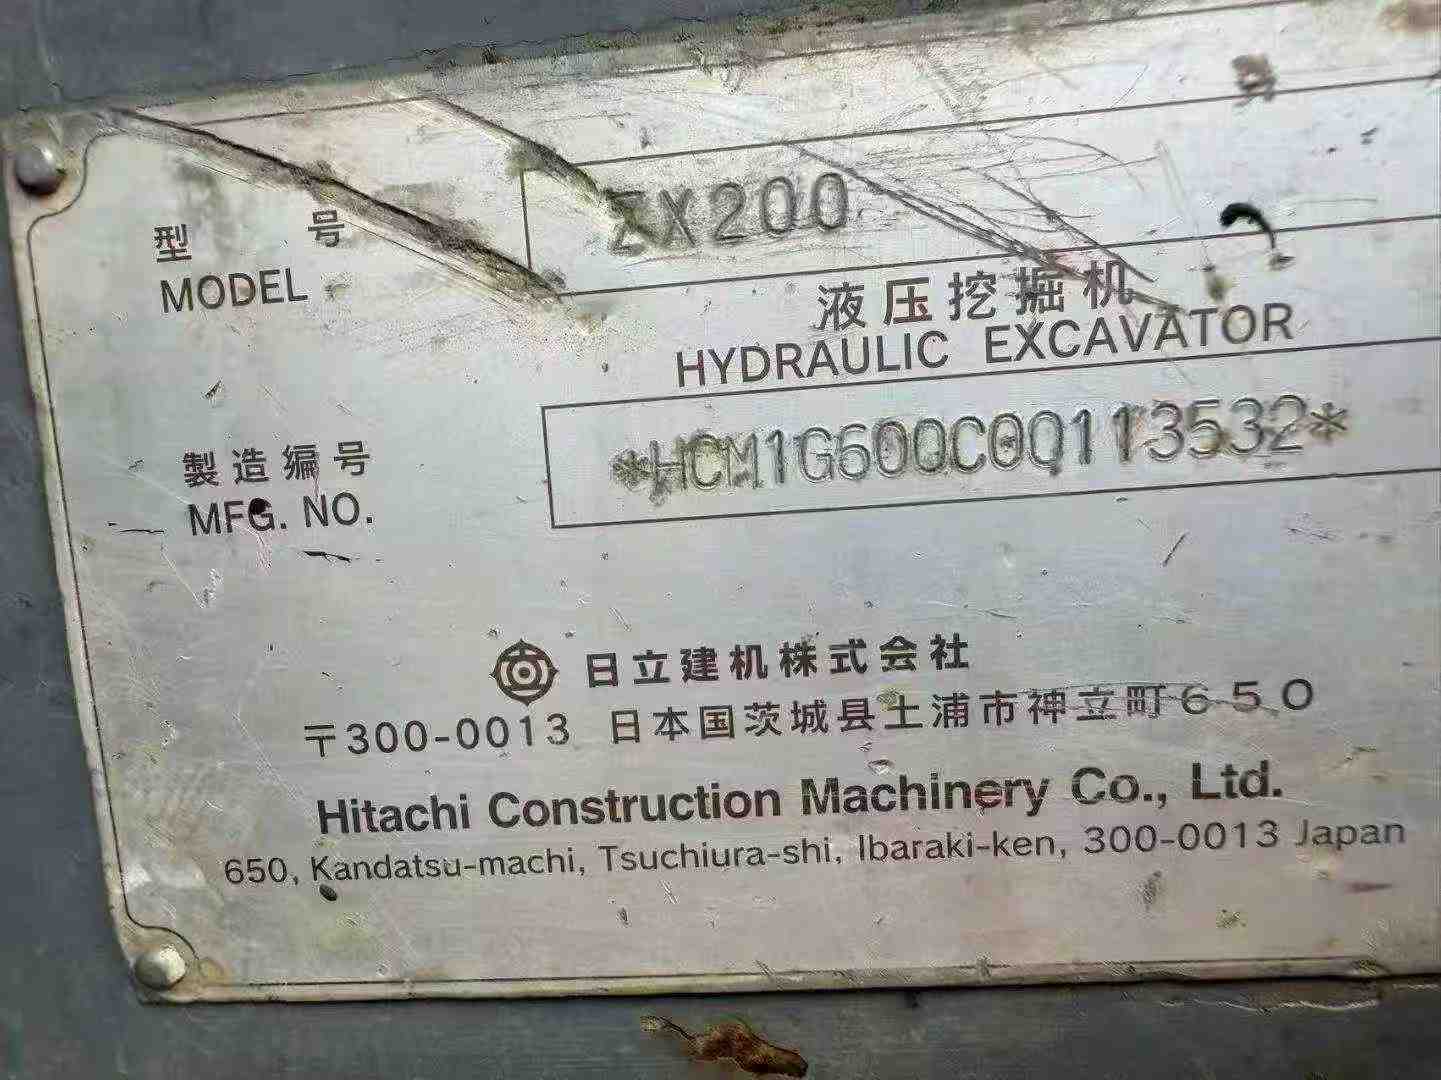 型 号 ZX200
MODEL
液压挖掘机
HYDRAULIC EXCAVATOR
製造编号 *HCM1G600C00113532*
MFG. NO.
日立建机株式会社
〒300-0013 日本国茨城县土浦市神立町650
Hitachi Construction Machinery Co., Ltd.
650, Kandatsu-machi, Tsuchiura-shi, Ibaraki-ken, 300-0013 Japan